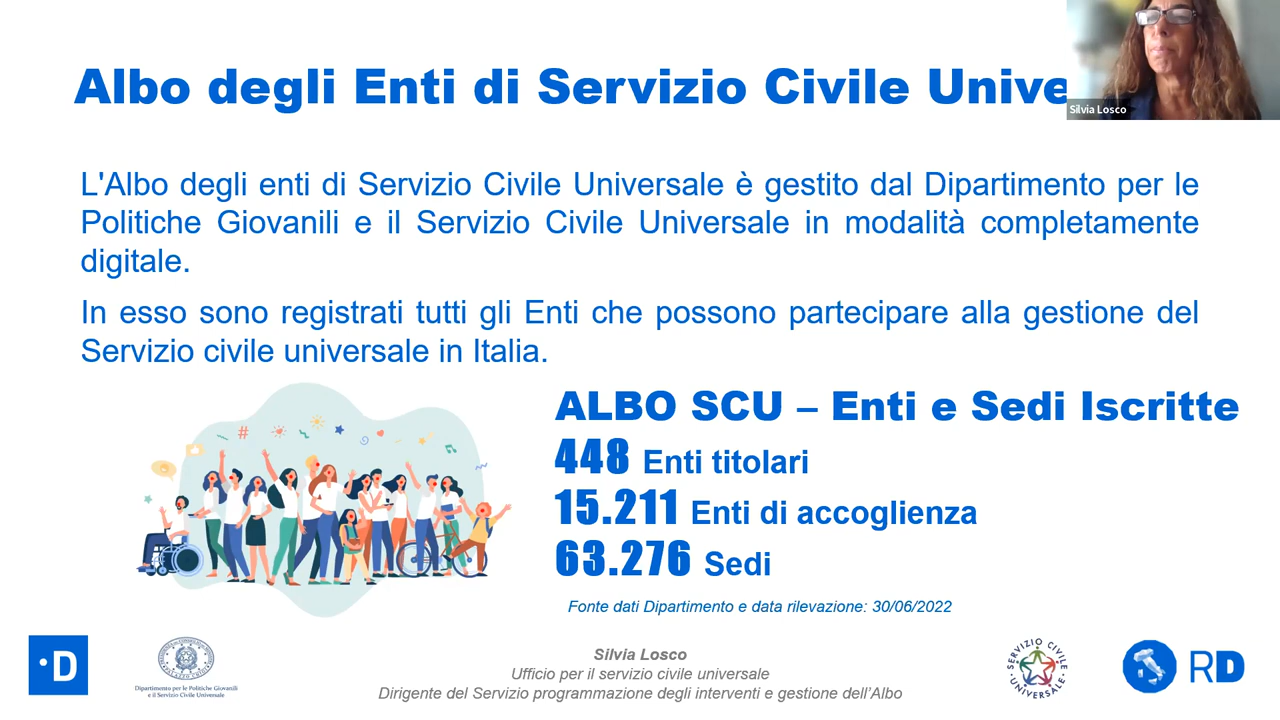 Albo degli Enti di Servizio Civile Unive
Silvia Losco
L'Albo degli enti di Servizio Civile Universale è gestito dal Dipartimento per le
Politiche Giovanili e il Servizio Civile Universale in modalità completamente
digitale.
In esso sono registrati tutti gli Enti che possono partecipare alla gestione del
Servizio civile universale in Italia.
#
ALBO SCU – Enti e Sedi Iscritte
448 Enti titolari
15.211 Enti di accoglienza
63.276 Sedi
Fonte dati Dipartimento e data rilevazione: 30/06/2022
·D
Dipartimento per le Politiche Giovanili
e il Servizio Civile Universale
Silvia Losco
Ufficio per il servizio civile universale
Dirigente del Servizio programmazione degli interventi e gestione dell'Albo
SERVIZIO CIVILE
UNIVERSALE
RD